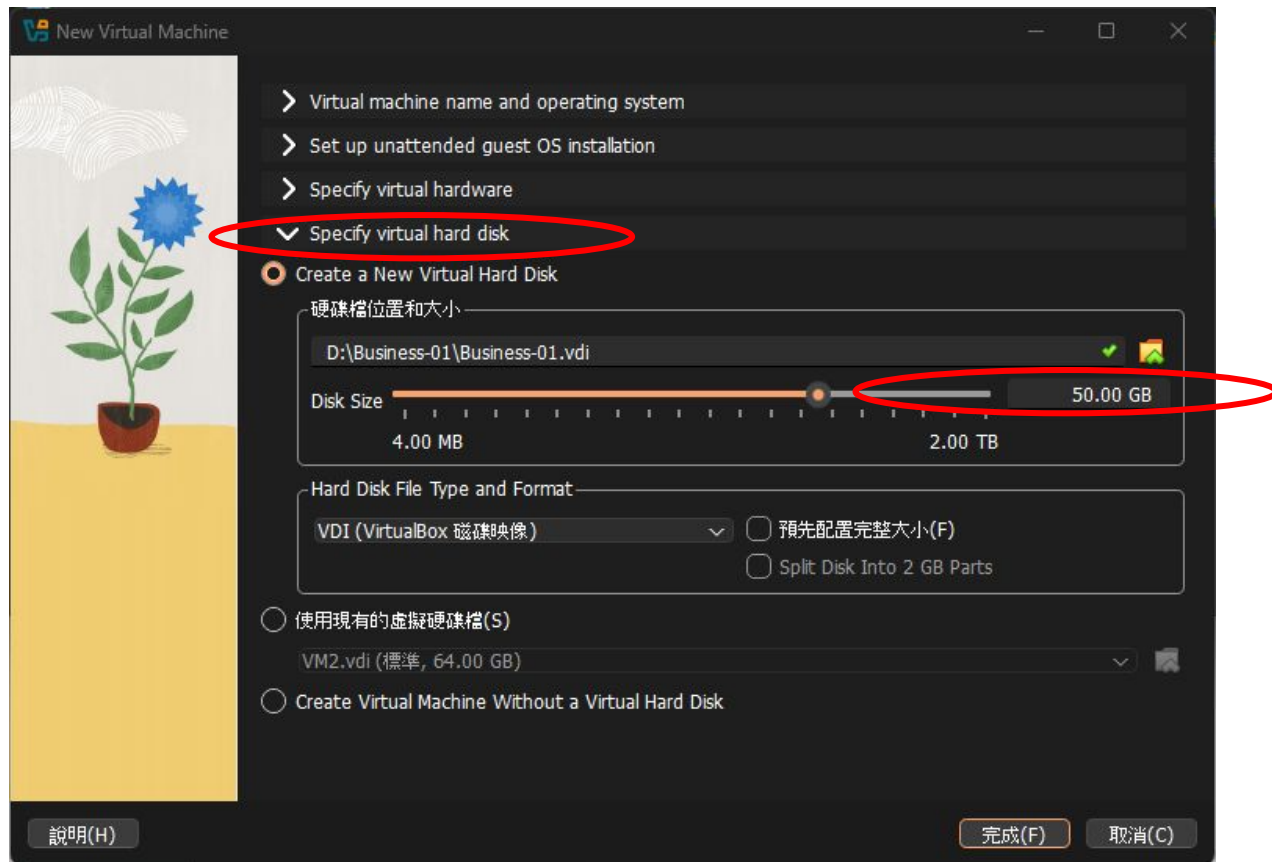 New Virtual Machine
Virtual machine name and operating system
Set up unattended guest OS installation
Specify virtual hardware
Specify virtual hard disk
Create a New Virtual Hard Disk
硬碟檔位置和大小
D:\Business-01\Business-01.vdi
Disk Size
50.00 GB
4.00 MB 2.00 TB
Hard Disk File Type and Format
VDI (VirtualBox 磁碟映像) 預先配置完整大小(F)
Split Disk Into 2 GB Parts
使用現有的虛擬硬碟檔(S)
VM2.vdi (標準, 64.00 GB)
Create Virtual Machine Without a Virtual Hard Disk
說明(H) 完成(F) 取消(C)